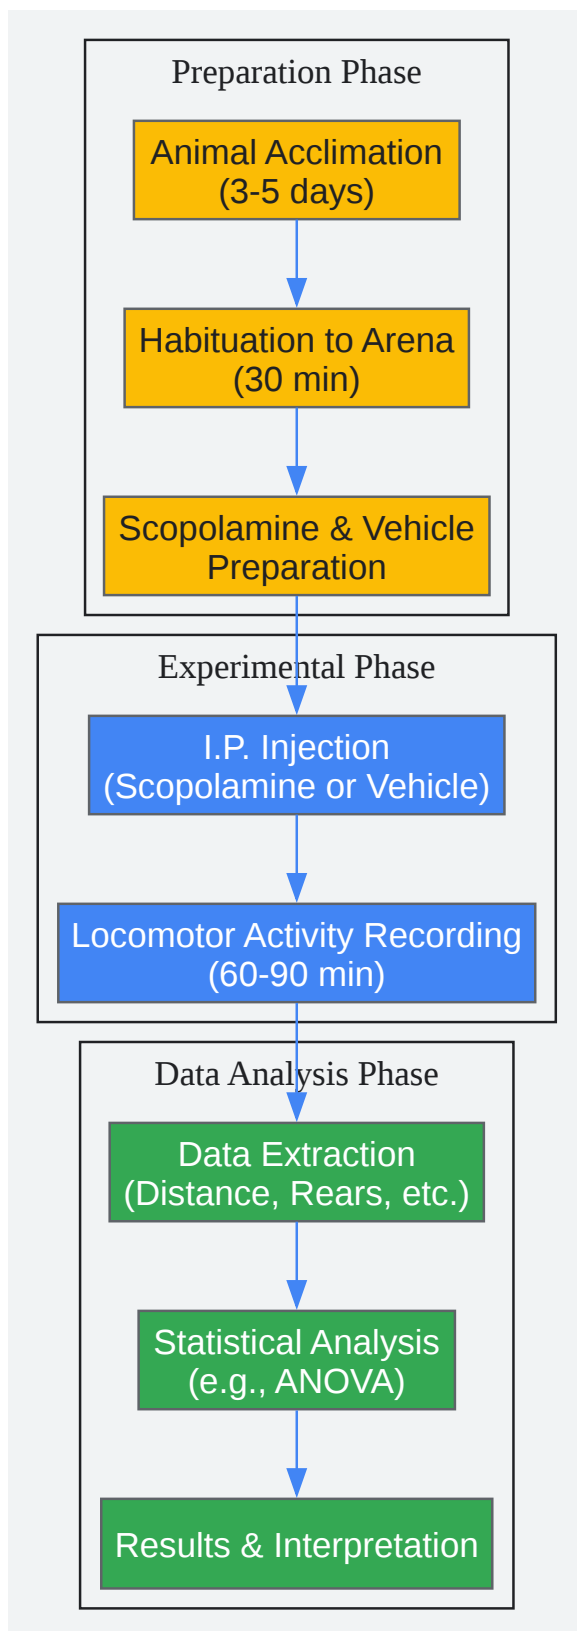 Preparation Phase
Animal Acclimation
(3-5 days)
Habituation to Arena
(30 min)
Scopolamine & Vehicle
Preparation
Experimental Phase
I.P. Injection
(Scopolamine or Vehicle)
Locomotor Activity Recording
(60-90 min)
Data Analysis Phase
Data Extraction
(Distance, Rears, etc.)
Statistical Analysis
(e.g., ANOVA)
Results & Interpretation